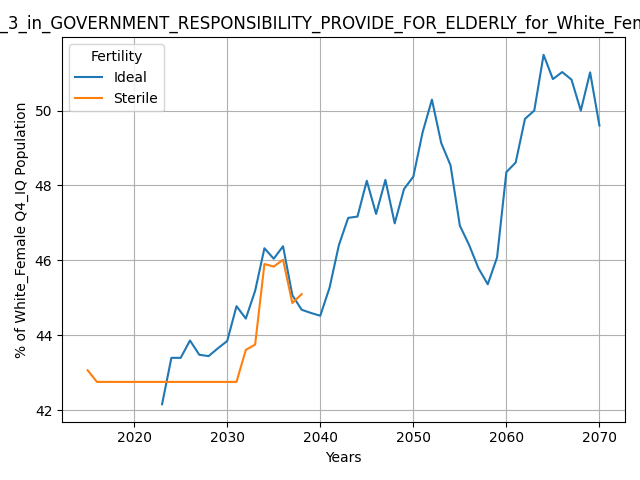 _3_in_GOVERNMENT_RESPONSIBILITY_PROVIDE_FOR_ELDERLY_for_White_Fem
Fertility
Ideal
Sterile
% of White_Female Q4_IQ Population
50
48
46
44
42
2020 2030 2040 2050 2060 2070
Years